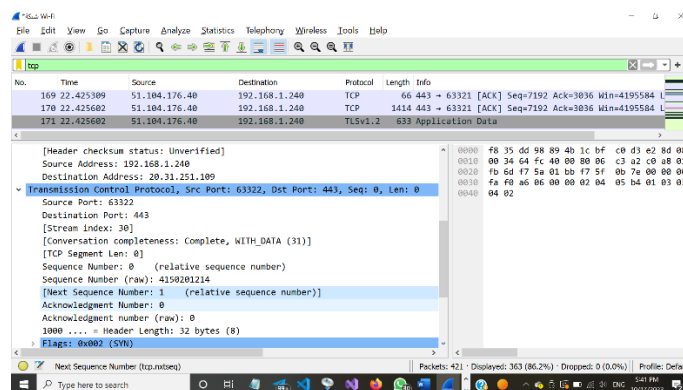 *شبكة Wi-Fi
File Edit View Go Capture Analyze Statistics Telephony Wireless Tools Help
tcp
No. Time Source Destination Protocol Length Info
169 22.425309 51.104.176.40 192.168.1.240 TCP 66 443 → 63321 [ACK] Seq=7192 Ack=3036 Win=4195584 L
170 22.425602 51.104.176.40 192.168.1.240 TCP 1414 443 → 63321 [ACK] Seq=7192 Ack=3036 Win=4195584 L
171 22.425602 51.104.176.40 192.168.1.240 TLSv1.2 633 Application Data
[Header checksum status: Unverified]
Source Address: 192.168.1.240
Destination Address: 20.31.251.109
Transmission Control Protocol, Src Port: 63322, Dst Port: 443, Seq: 0, Len: 0
Source Port: 63322
Destination Port: 443
[Stream index: 30]
[Conversation completeness: Complete, WITH_DATA (31)]
[TCP Segment Len: 0]
Sequence Number: 0 (relative sequence number)
Sequence Number (raw): 4150201214
[Next Sequence Number: 1 (relative sequence number)]
Acknowledgment Number: 0
Acknowledgment number (raw): 0
1000 .... = Header Length: 32 bytes (8)
Flags: 0x002 (SYN)
0000 f8 35 dd 98 89 4b 1c bf c0 d3 e2 8d 08
0010 00 34 64 fc 40 00 80 06 c3 a2 c0 a8 01
0020 fb 6d f7 5a 01 bb f7 5f 0b 7e 00 00 00
0030 fa f0 a6 06 00 00 02 04 05 b4 01 03 03
0040 04 02
Next Sequence Number (tcp.nxtseq) Packets: 421 · Displayed: 363 (86.2%) · Dropped: 0 (0.0%) Profile: Defa
Type here to search 99+ ENG 5:41 PM